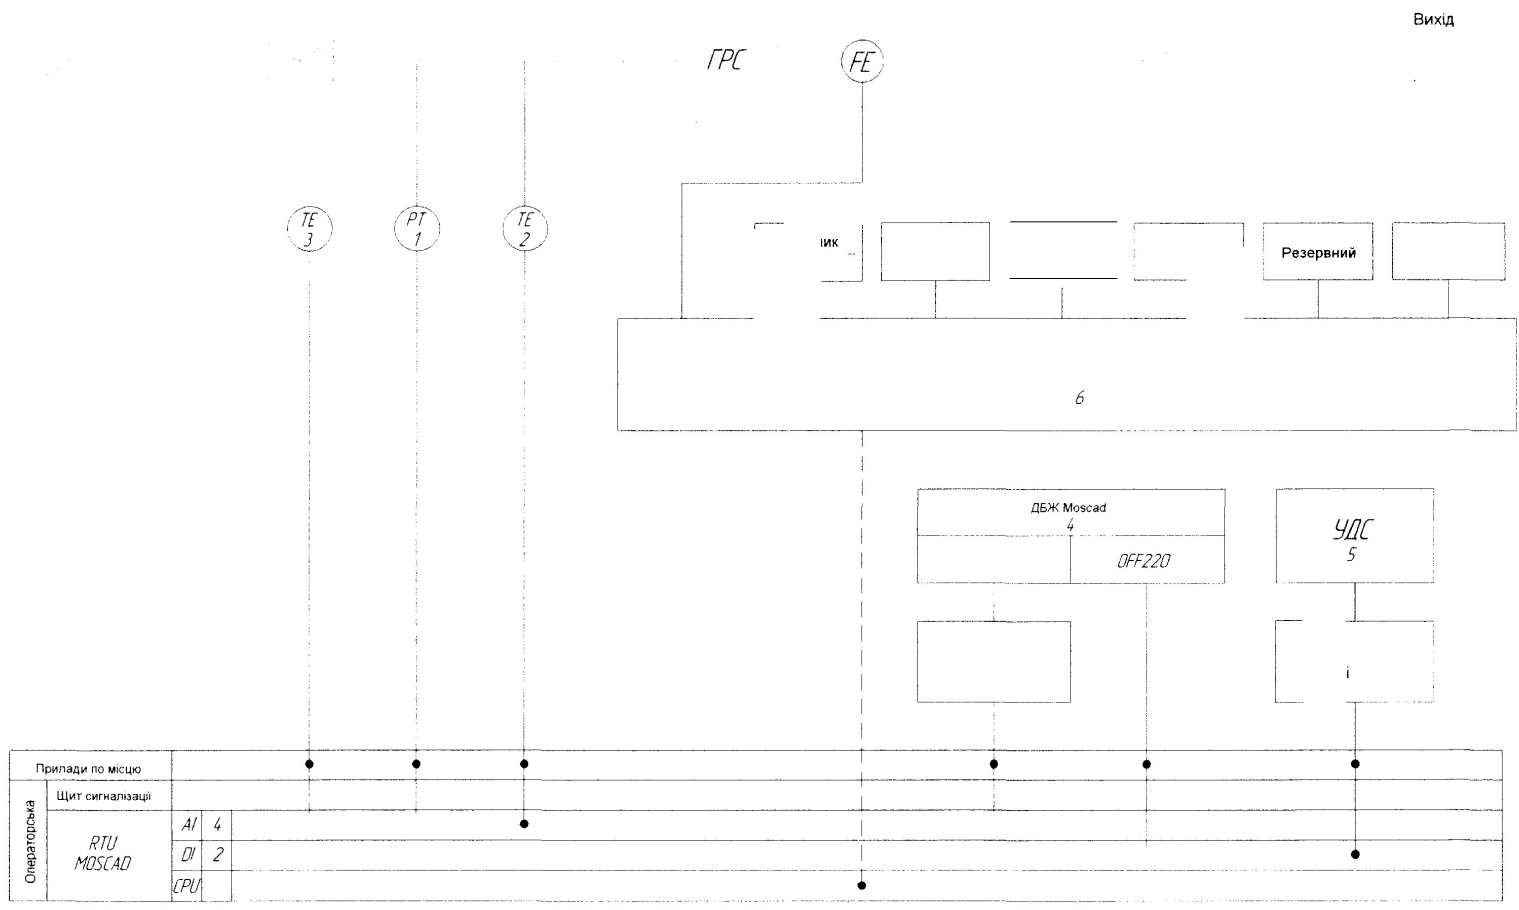 Вихід
ГРС
FE
TE
3
PT
1
TE
2
ник
Резервний
6
ДБЖ Moscad
4
OFF220
УДС
5
і
Прилади по місцю
Щит сигналізації
Операторська
RTU
MOSCAD
AI 4
DI 2
CPU